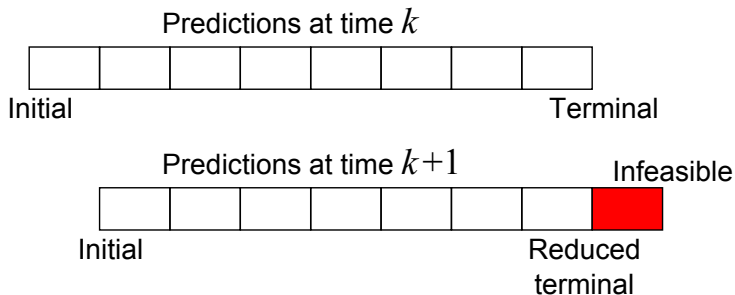 Predictions at time k
Initial
Terminal
Predictions at time k+1
Infeasible
Initial
Reduced
terminal